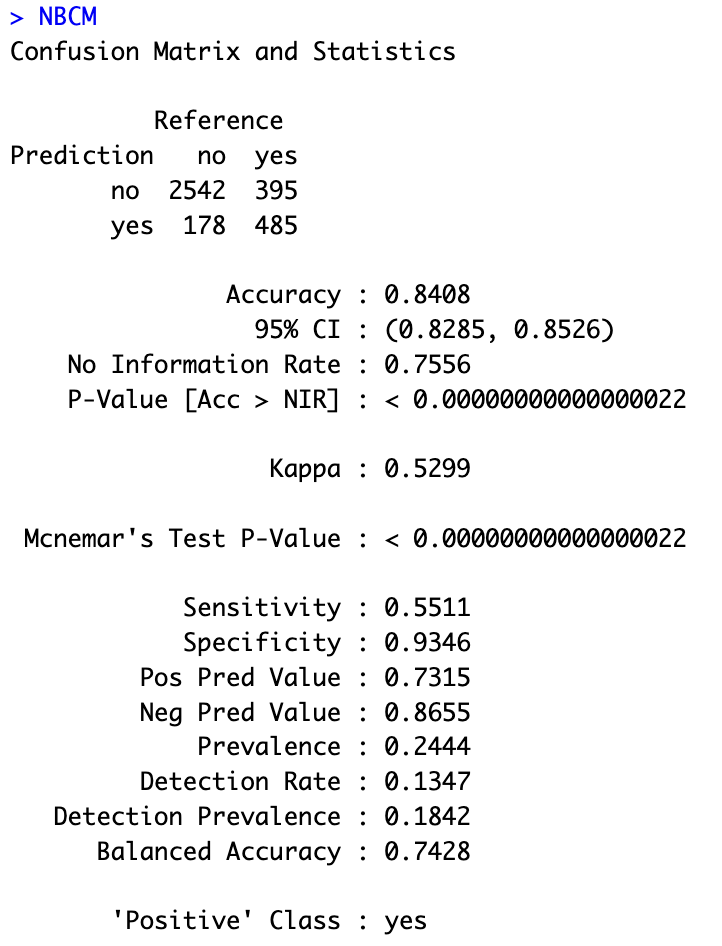 > NBCM
Confusion Matrix and Statistics
Reference
Prediction no yes
no 2542 395
yes 178 485
Accuracy : 0.8408
95% CI : (0.8285, 0.8526)
No Information Rate : 0.7556
P-Value [Acc > NIR] : < 0.00000000000000022
Kappa : 0.5299
Mcnemar's Test P-Value : < 0.00000000000000022
Sensitivity : 0.5511
Specificity : 0.9346
Pos Pred Value : 0.7315
Neg Pred Value : 0.8655
Prevalence : 0.2444
Detection Rate : 0.1347
Detection Prevalence : 0.1842
Balanced Accuracy : 0.7428
'Positive' Class : yes